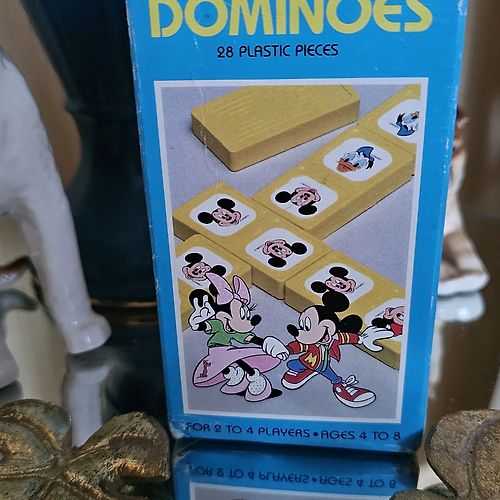 DOMINOES
28 PLASTIC PIECES
M
FOR 2 TO 4 PLAYERS • AGES 4 TO 8